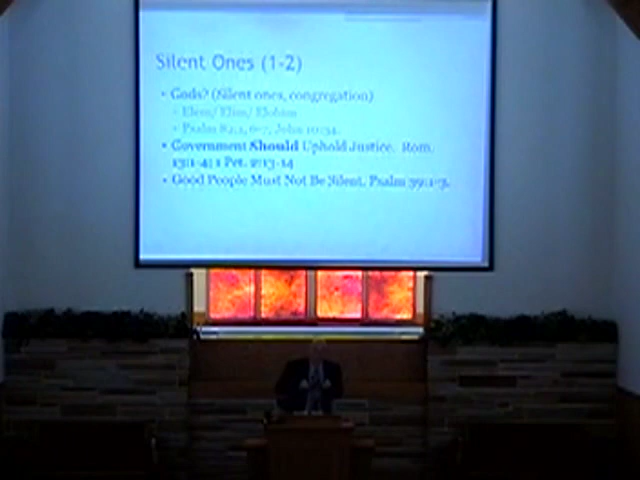 Silent Ones (1-2)
• Gods? (Silent ones, congregation)
• Elem/ Elim/ Elohim
• Psalm 82:1, 6-7, John 10:34.
• Government Should Uphold Justice. Rom.
13:1-4; 1 Pet. 2:13-14
• Good People Must Not Be Silent. Psalm 39:1-3.